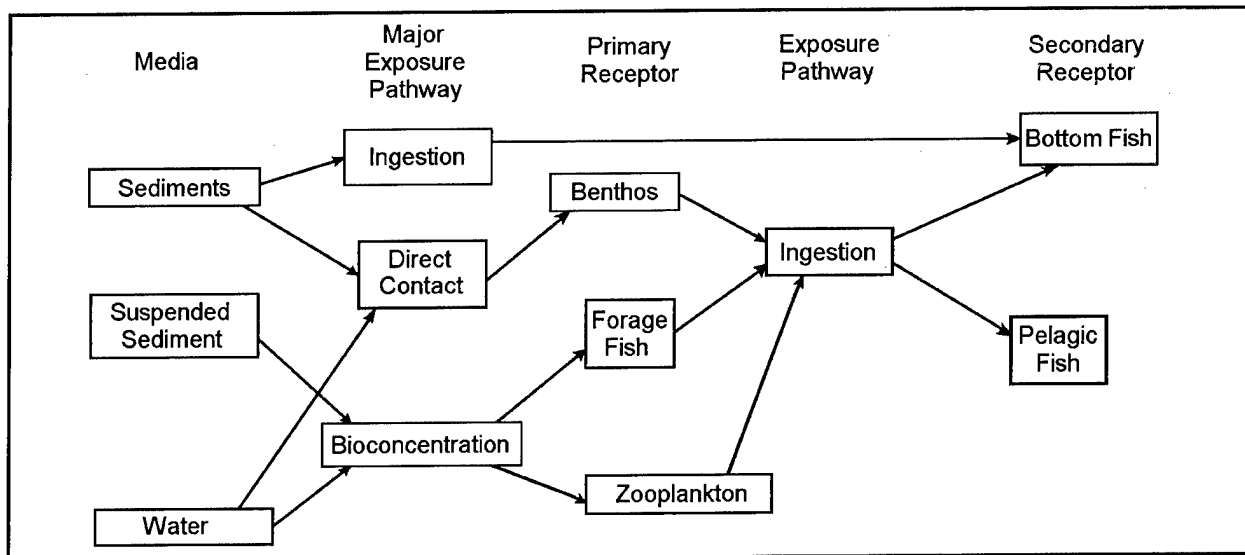 Media
Major
Exposure
Pathway
Primary
Receptor
Exposure
Pathway
Secondary
Receptor
Ingestion
Bottom Fish
Sediments
Benthos
Direct
Contact
Ingestion
Suspended
Sediment
Forage
Fish
Pelagic
Fish
Bioconcentration
Zooplankton
Water